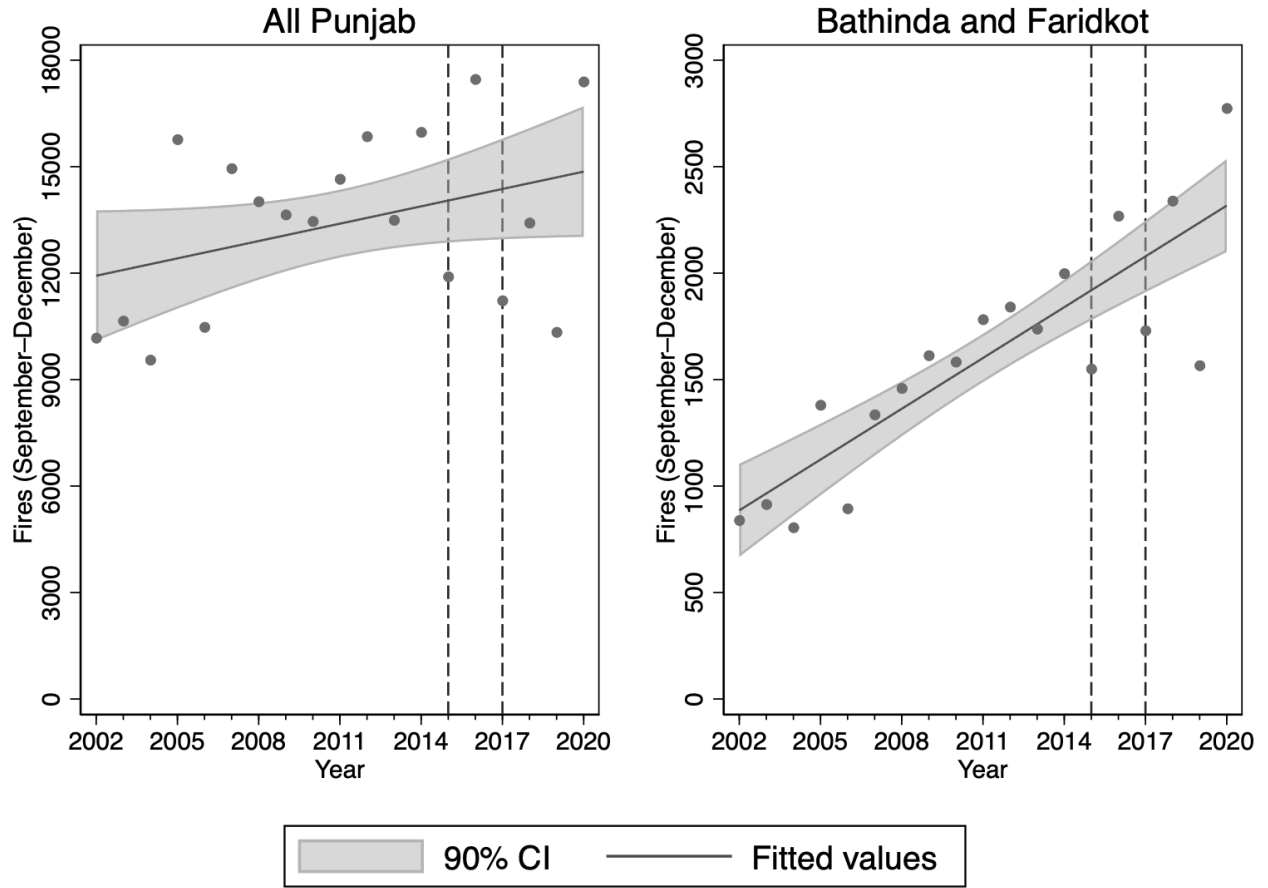 All Punjab
Fires (September–December)
18000
15000
12000
9000
6000
3000
0
2002 2005 2008 2011 2014 2017 2020
Year
Bathinda and Faridkot
Fires (September–December)
3000
2500
2000
1500
1000
500
0
2002 2005 2008 2011 2014 2017 2020
Year
90% CI Fitted values